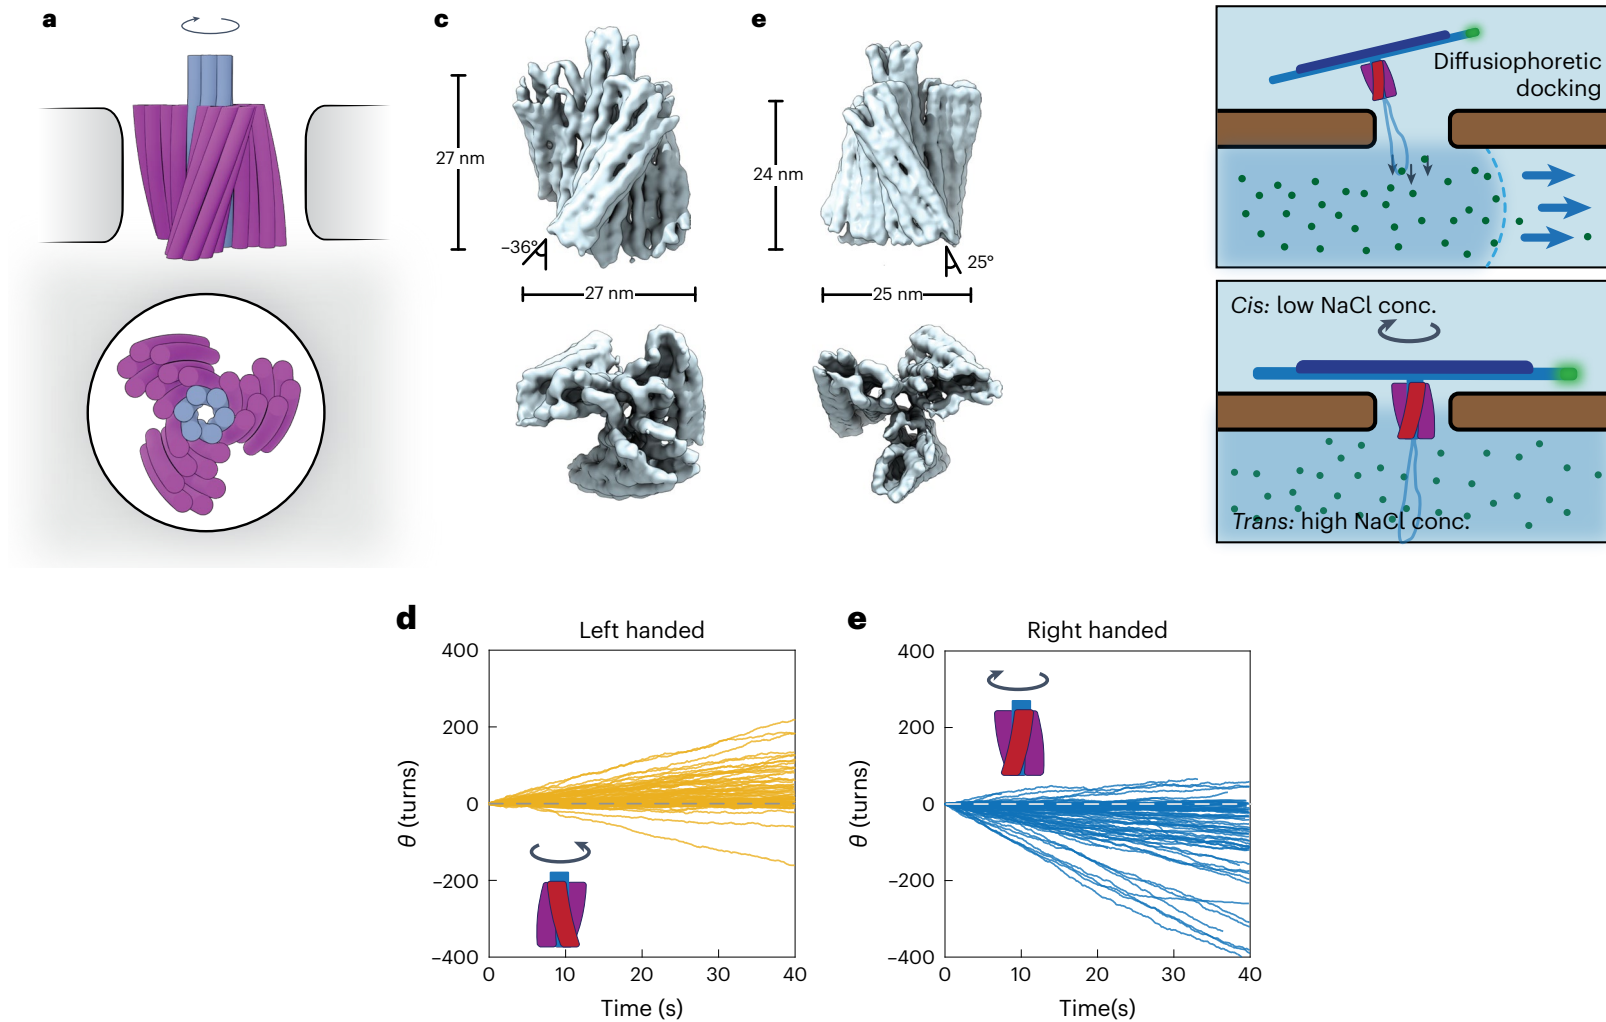 a
c
e
27 nm
–36°
27 nm
24 nm
25°
25 nm
Diffusiophoretic
docking
Cis: low NaCl conc.
Trans: high NaCl conc.
d
Left handed
400
200
0
–200
–400
θ (turns)
0 10 20 30 40
Time (s)
e
Right handed
400
200
0
–200
–400
θ (turns)
0 10 20 30 40
Time(s)